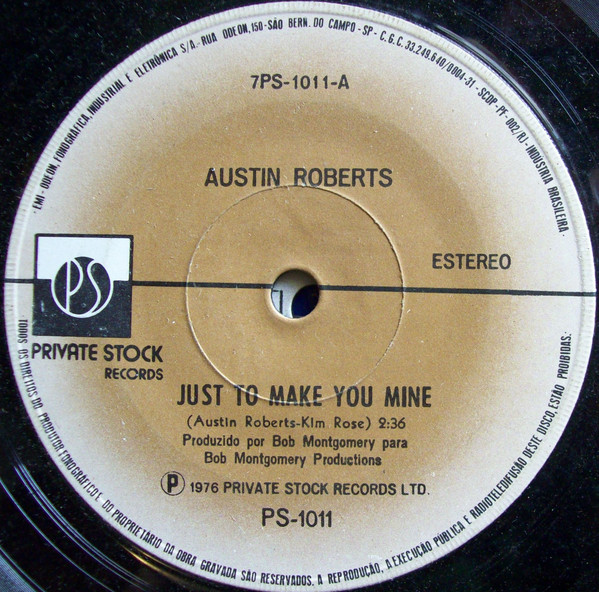 EMI-ODEON, FONOGRÁFICA, INDUSTRIAL E ELETRÔNICA S/A.-RUA ODEON,150-SÃO BERN. DO CAMPO - SP - C.G.C. 33.249.640/0004-31 - SCDP-PF-002/RJ-INDÚSTRIA BRASILEIRA.
7PS-1011-A
AUSTIN ROBERTS
ESTEREO
PS
PRIVATE STOCK
RECORDS
JUST TO MAKE YOU MINE
(Austin Roberts-Kim Rose) 2:36
Produzido por Bob Montgomery para
Bob Montgomery Productions
Ⓟ 1976 PRIVATE STOCK RECORDS LTD.
PS-1011
TODOS OS DIREITOS DO PRODUTOR FONOGRÁFICO E DO PROPRIETÁRIO DA OBRA GRAVADA SÃO RESERVADOS. A REPRODUÇÃO, A EXECUÇÃO PÚBLICA E RADIOTELEDIFUSÃO DESTE DISCO, ESTÃO PROIBIDAS.